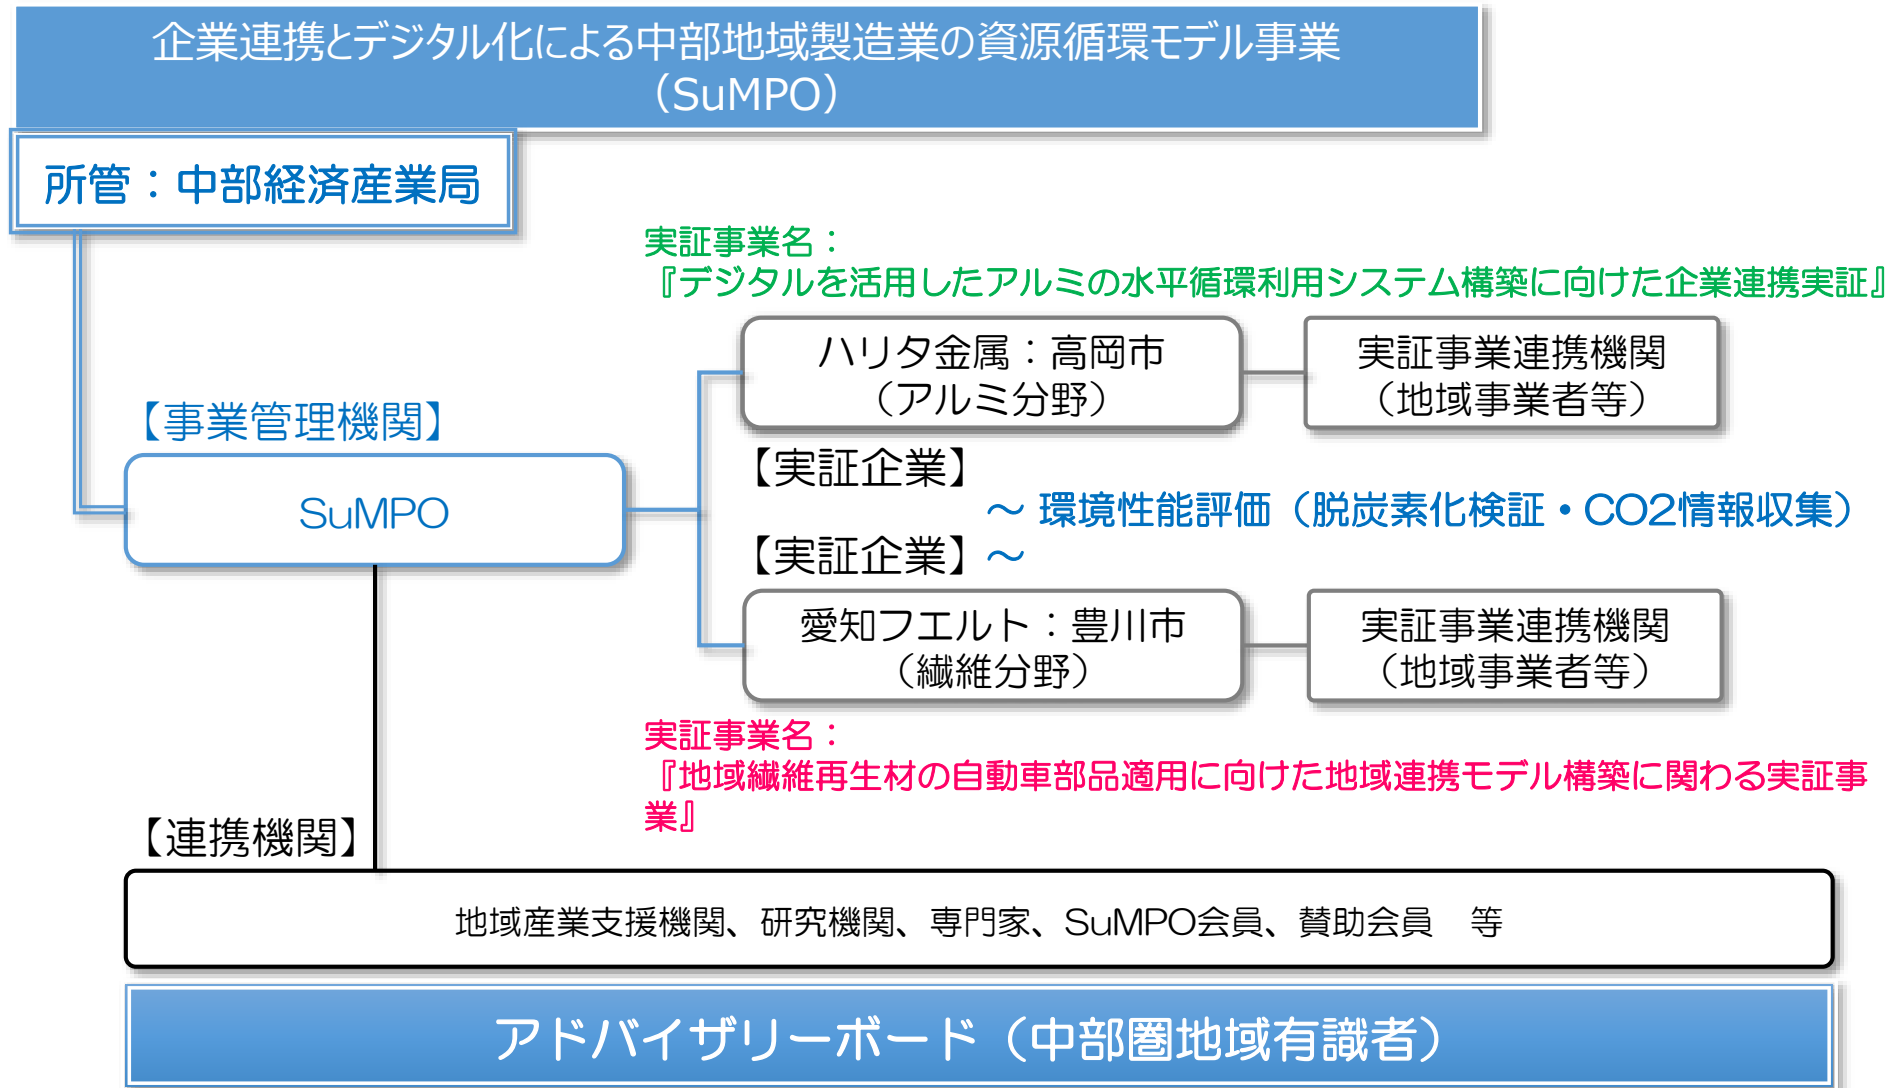 企業連携とデジタル化による中部地域製造業の資源循環モデル事業
（SuMPO）
所管：中部経済産業局
実証事業名：
『デジタルを活用したアルミの水平循環利用システム構築に向けた企業連携実証』
ハリタ金属：高岡市
（アルミ分野）
実証事業連携機関
（地域事業者等）
【事業管理機関】
SuMPO
【実証企業】
～ 環境性能評価（脱炭素化検証・CO2情報収集）
【実証企業】～
愛知フエルト：豊川市
（繊維分野）
実証事業連携機関
（地域事業者等）
実証事業名：
『地域繊維再生材の自動車部品適用に向けた地域連携モデル構築に関わる実証事
業』
【連携機関】
地域産業支援機関、研究機関、専門家、SuMPO会員、賛助会員　等
アドバイザリーボード（中部圏地域有識者）